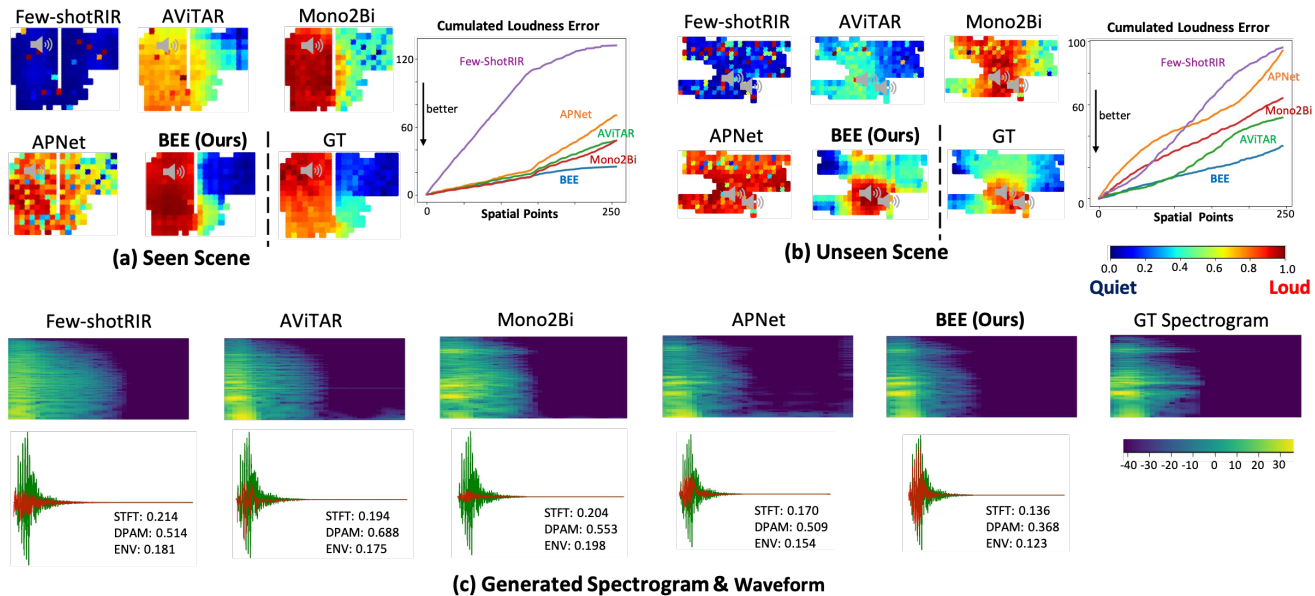 Few-shotRIR
AViTAR
Mono2Bi
Cumulated Loudness Error
120
60
0
Few-ShotRIR
better
APNet
AViTAR
Mono2Bi
BEE
0
250
Spatial Points
APNet
BEE (Ours)
GT
(a) Seen Scene
Few-shotRIR
AViTAR
Mono2Bi
Cumulated Loudness Error
100
60
0
Few-ShotRIR
APNet
better
Mono2Bi
AViTAR
BEE
0
250
Spatial Points
APNet
BEE (Ours)
GT
(b) Unseen Scene
0.0 0.2 0.4 0.6 0.8 1.0
Quiet Loud
Few-shotRIR
AViTAR
Mono2Bi
APNet
BEE (Ours)
GT Spectrogram
-40 -30 -20 -10 0 10 20 30
STFT: 0.214
DPAM: 0.514
ENV: 0.181
STFT: 0.194
DPAM: 0.688
ENV: 0.175
STFT: 0.204
DPAM: 0.553
ENV: 0.198
STFT: 0.170
DPAM: 0.509
ENV: 0.154
STFT: 0.136
DPAM: 0.368
ENV: 0.123
(c) Generated Spectrogram & Waveform